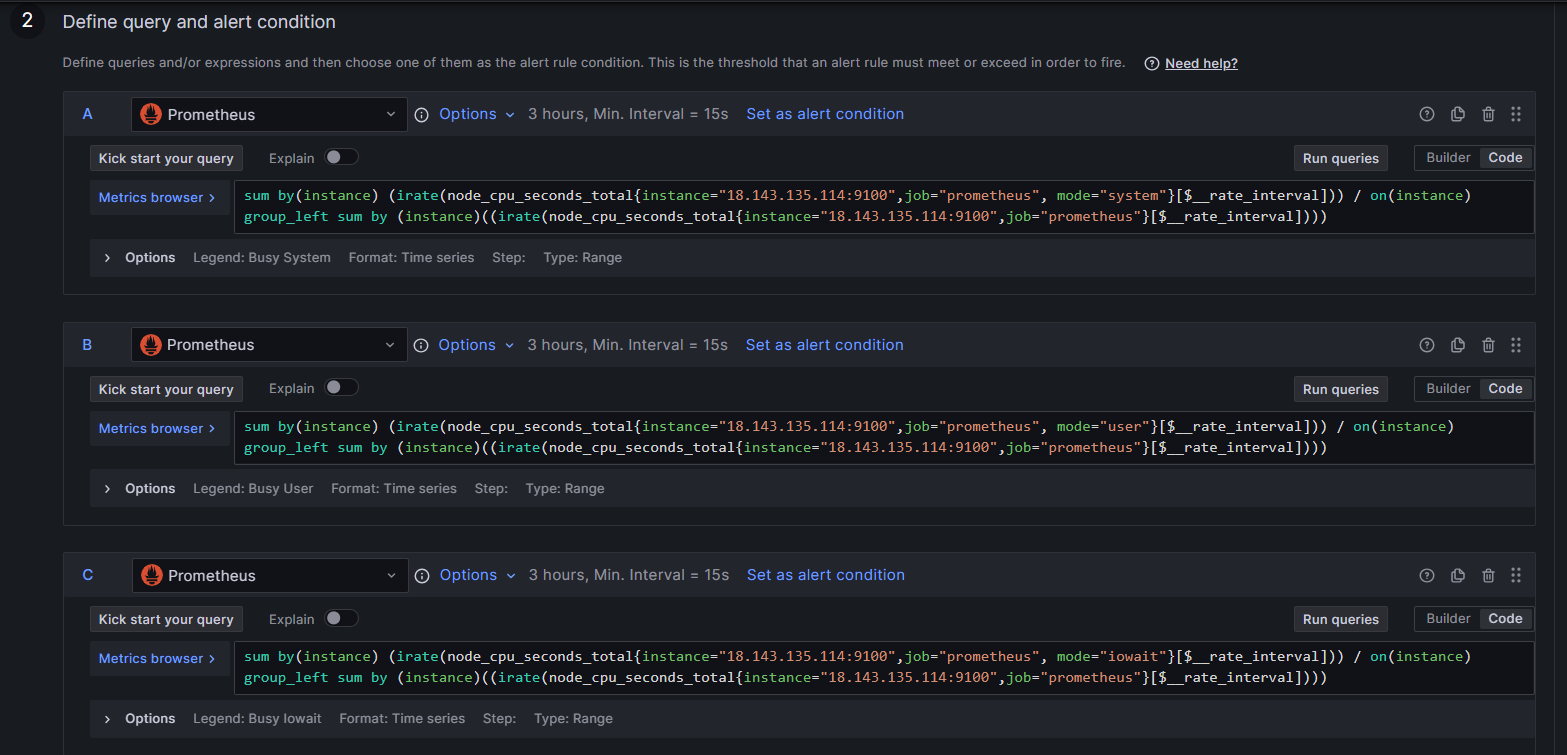 2 Define query and alert condition
Define queries and/or expressions and then choose one of them as the alert rule condition. This is the threshold that an alert rule must meet or exceed in order to fire. Need help?
A Prometheus Options 3 hours, Min. Interval = 15s Set as alert condition
Kick start your query Explain Run queries Builder Code
Metrics browser > sum by(instance) (irate(node_cpu_seconds_total{instance="18.143.135.114:9100",job="prometheus", mode="system"}[$__rate_interval])) / on(instance)
group_left sum by (instance)((irate(node_cpu_seconds_total{instance="18.143.135.114:9100",job="prometheus"}[$__rate_interval])))
> Options Legend: Busy System Format: Time series Step: Type: Range
B Prometheus Options 3 hours, Min. Interval = 15s Set as alert condition
Kick start your query Explain Run queries Builder Code
Metrics browser > sum by(instance) (irate(node_cpu_seconds_total{instance="18.143.135.114:9100",job="prometheus", mode="user"}[$__rate_interval])) / on(instance)
group_left sum by (instance)((irate(node_cpu_seconds_total{instance="18.143.135.114:9100",job="prometheus"}[$__rate_interval])))
> Options Legend: Busy User Format: Time series Step: Type: Range
C Prometheus Options 3 hours, Min. Interval = 15s Set as alert condition
Kick start your query Explain Run queries Builder Code
Metrics browser > sum by(instance) (irate(node_cpu_seconds_total{instance="18.143.135.114:9100",job="prometheus", mode="iowait"}[$__rate_interval])) / on(instance)
group_left sum by (instance)((irate(node_cpu_seconds_total{instance="18.143.135.114:9100",job="prometheus"}[$__rate_interval])))
> Options Legend: Busy Iowait Format: Time series Step: Type: Range